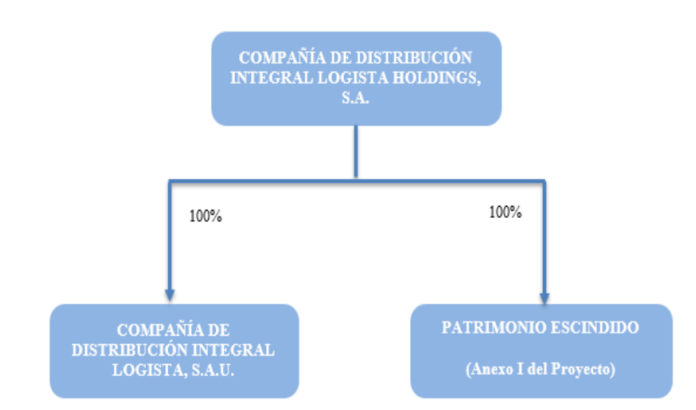 COMPAÑÍA DE DISTRIBUCIÓN
INTEGRAL LOGISTA HOLDINGS,
S.A.
100%
100%
COMPAÑÍA DE
DISTRIBUCIÓN INTEGRAL
LOGISTA, S.A.U.
PATRIMONIO ESCINDIDO
(Anexo I del Proyecto)